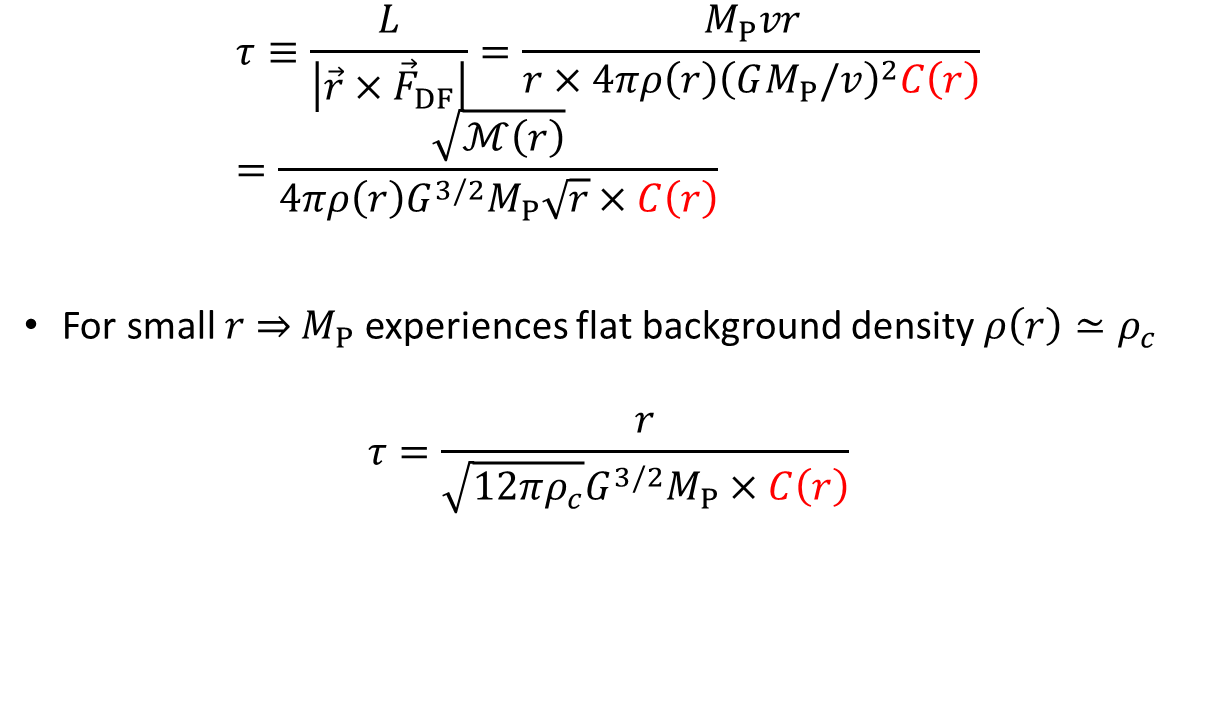 τ ≡ L / |r⃗ × F⃗_DF| = M_P v r / (r × 4πρ(r)(GM_P/v)² C(r))
= √ℳ(r) / (4πρ(r)G^{3/2}M_P√r × C(r))
• For small r ⇒ M_P experiences flat background density ρ(r) ≃ ρ_c
τ = r / (√(12πρ_c) G^{3/2}M_P × C(r))